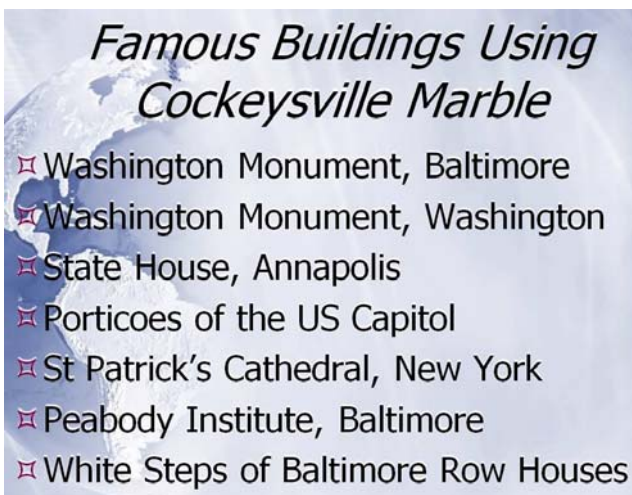 Famous Buildings Using
Cockeysville Marble
Washington Monument, Baltimore
Washington Monument, Washington
State House, Annapolis
Porticoes of the US Capitol
St Patrick's Cathedral, New York
Peabody Institute, Baltimore
White Steps of Baltimore Row Houses